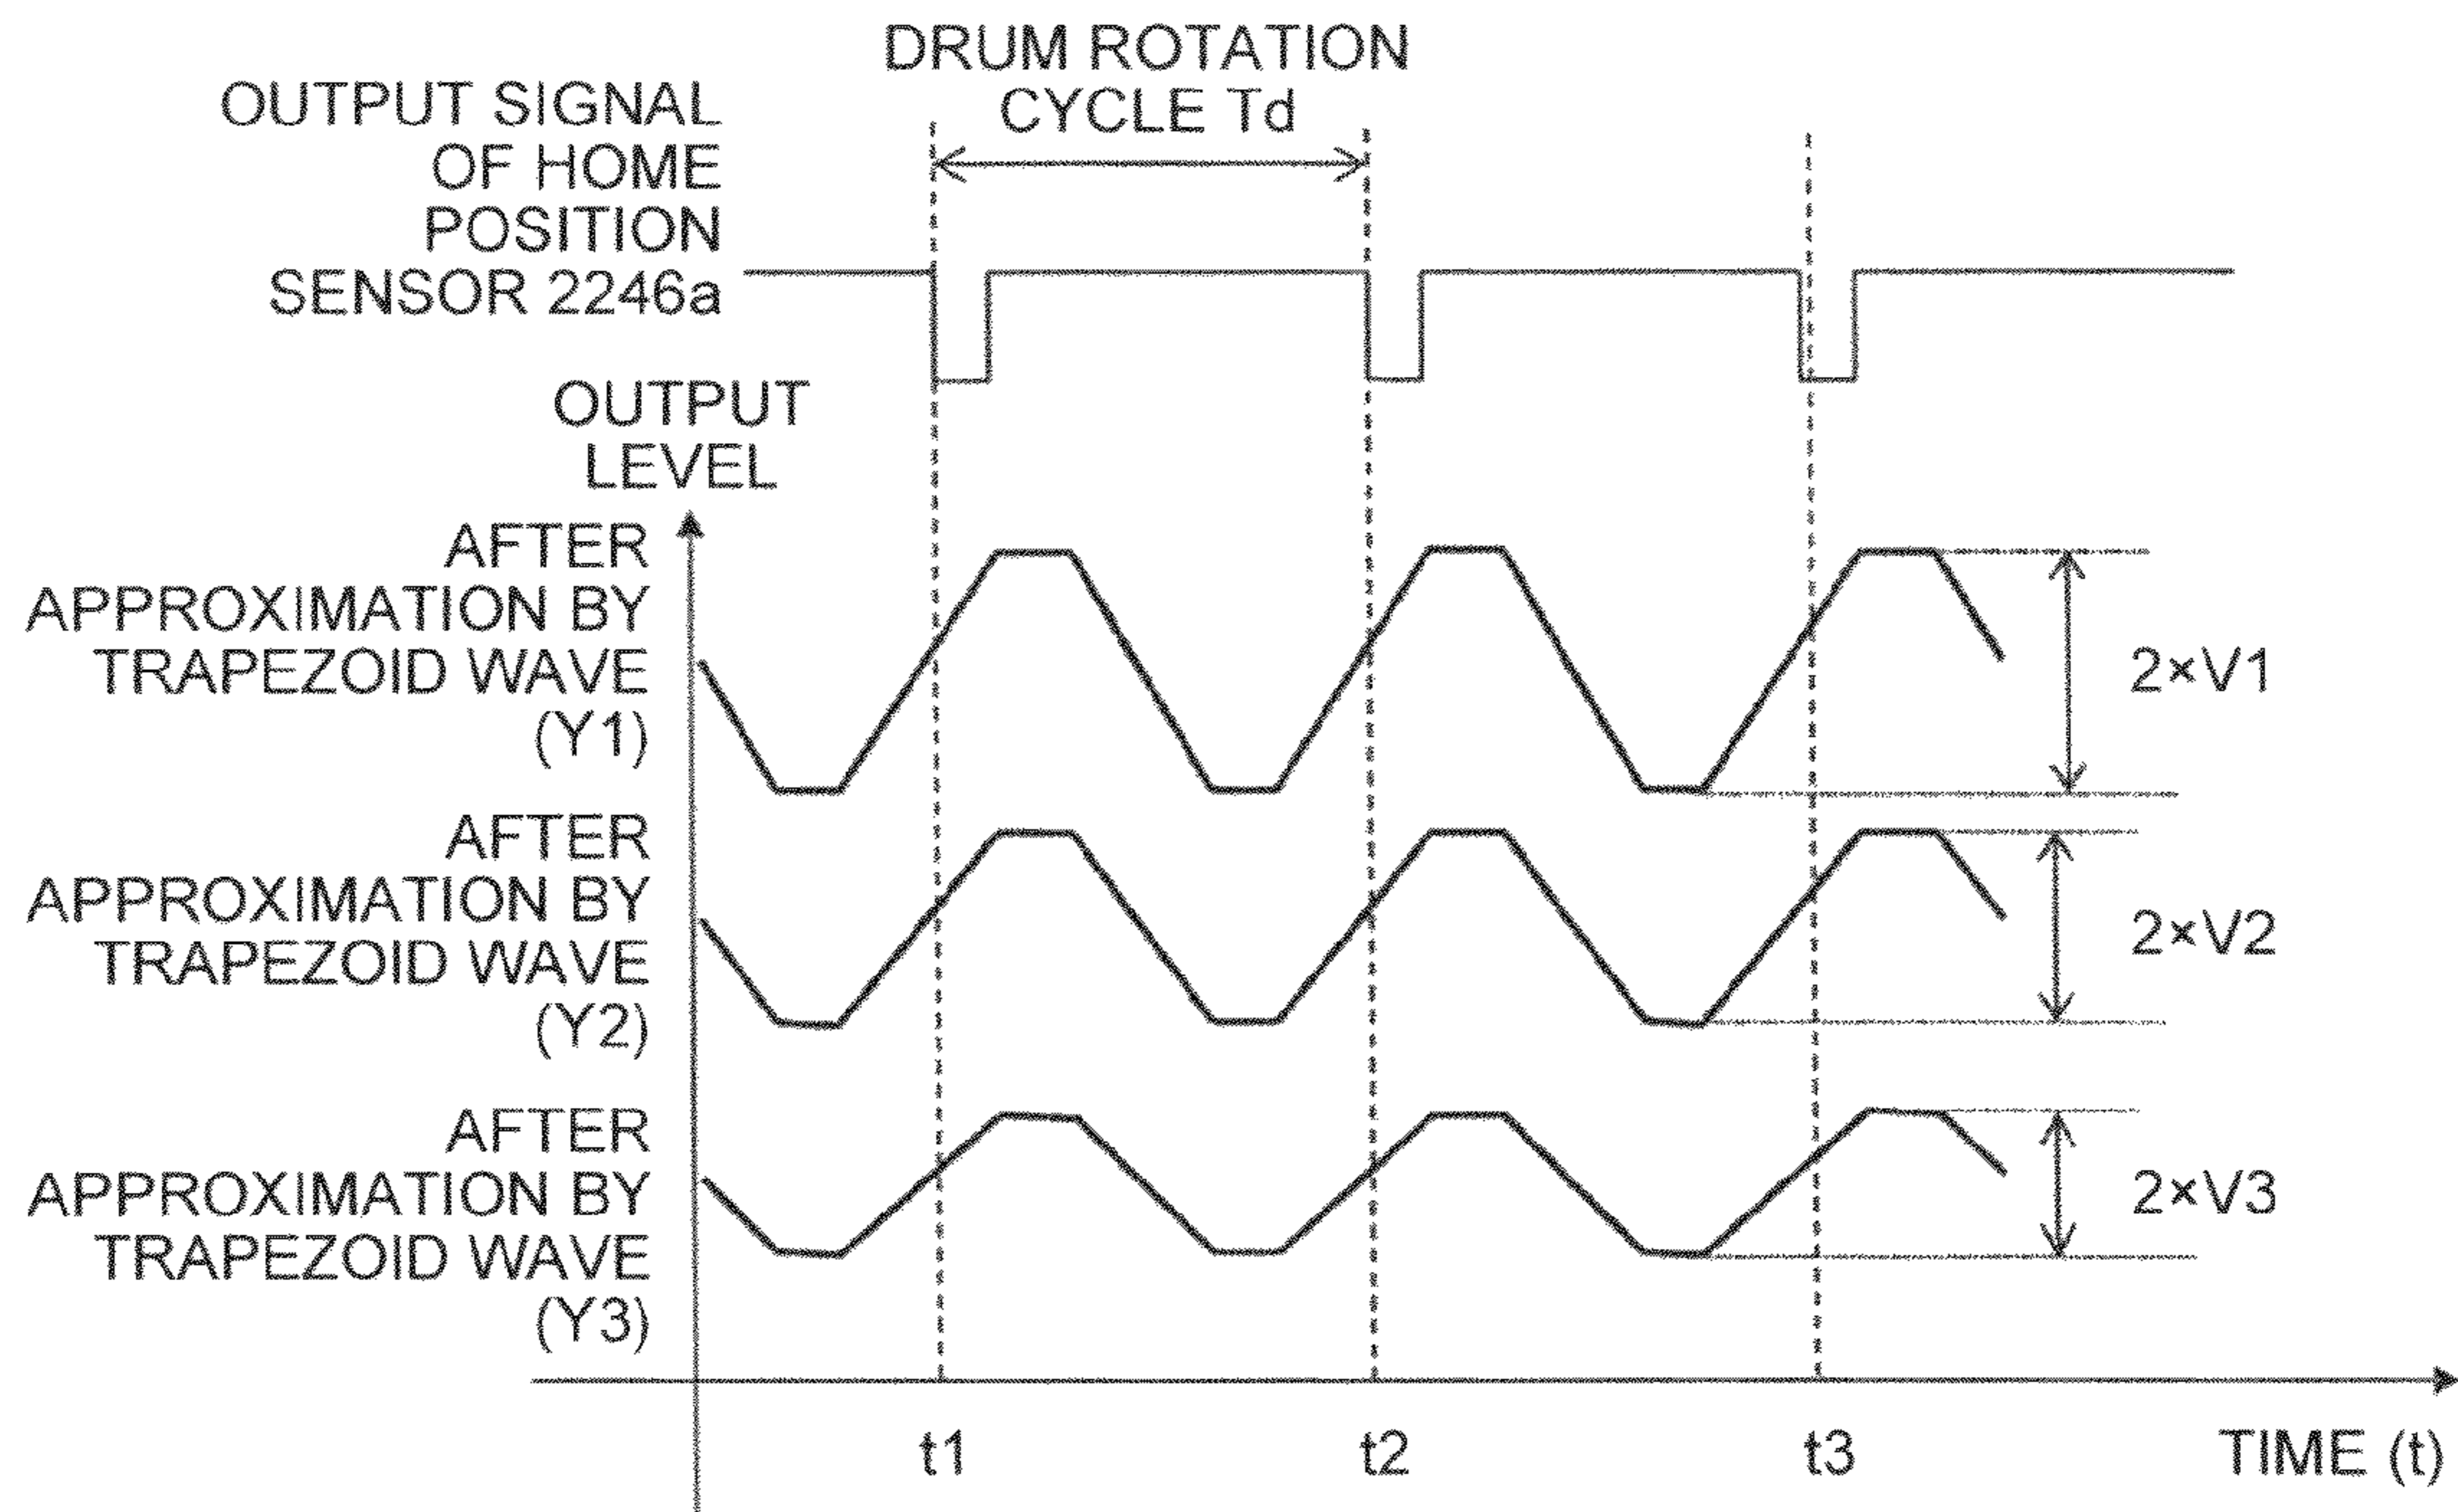 DRUM ROTATION
CYCLE Td
OUTPUT SIGNAL
OF HOME
POSITION
SENSOR 2246a
OUTPUT
LEVEL
AFTER
APPROXIMATION BY
TRAPEZOID WAVE
(Y1)
2×V1
AFTER
APPROXIMATION BY
TRAPEZOID WAVE
(Y2)
2×V2
AFTER
APPROXIMATION BY
TRAPEZOID WAVE
(Y3)
2×V3
t1
t2
t3
TIME (t)